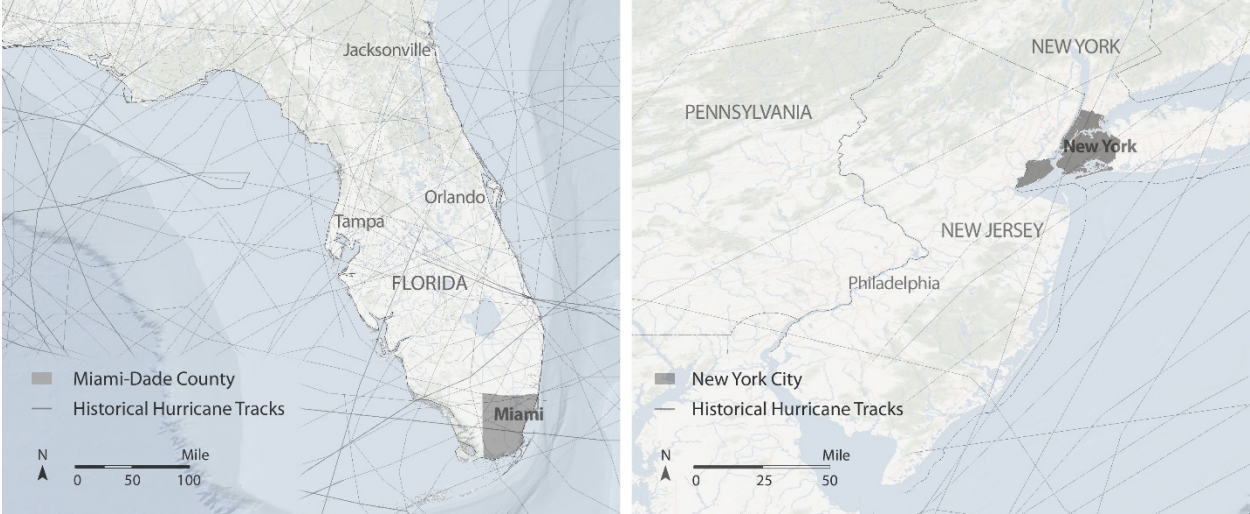 Jacksonville
Orlando
Tampa
FLORIDA
Miami-Dade County
Historical Hurricane Tracks
Miami
N
Mile
0 50 100
NEW YORK
PENNSYLVANIA
New York
NEW JERSEY
Philadelphia
New York City
Historical Hurricane Tracks
N
Mile
0 25 50